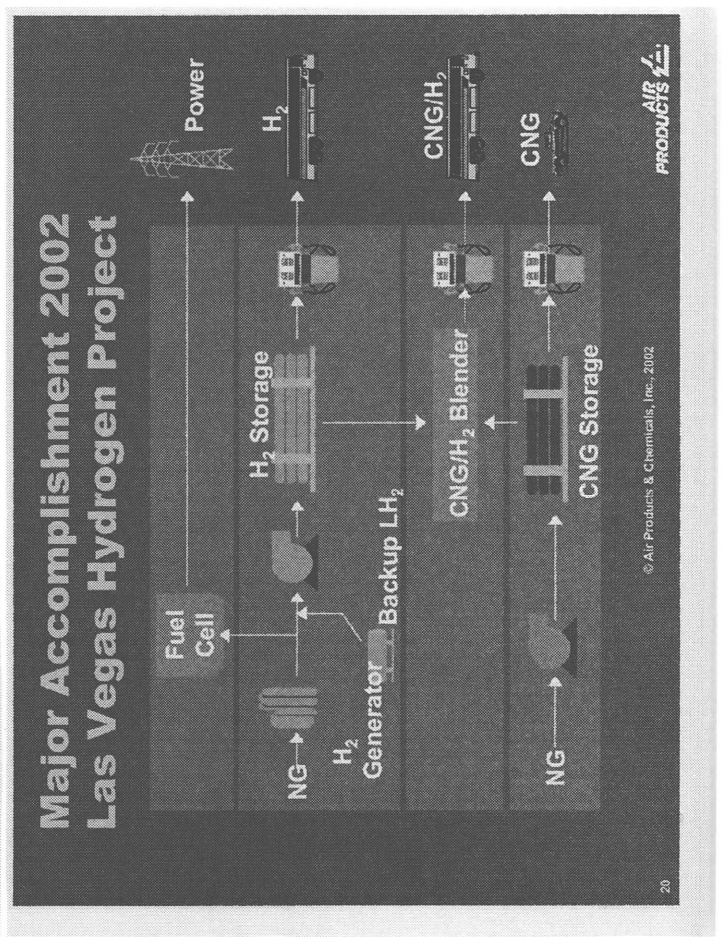 Major Accomplishment 2002
Las Vegas Hydrogen Project
Fuel
Cell
Power
NG
H₂
Generator
Backup LH₂
H₂ Storage
H₂
CNG/H₂ Blender
CNG/H₂
NG
CNG Storage
CNG
20
© Air Products & Chemicals, Inc., 2002
AIR
PRODUCTS